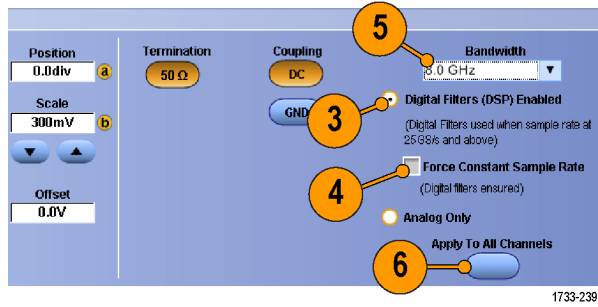 5
Position
Termination
Coupling
Bandwidth
0.0div
a
50 Ω
DC
8.0 GHz
Scale
300mV
b
GND
3
Digital Filters (DSP) Enabled
(Digital Filters used when sample rate at
25GS/s and above)
4
Force Constant Sample Rate
(Digital filters ensured)
Offset
0.0V
Analog Only
Apply To All Channels
6
1733-239